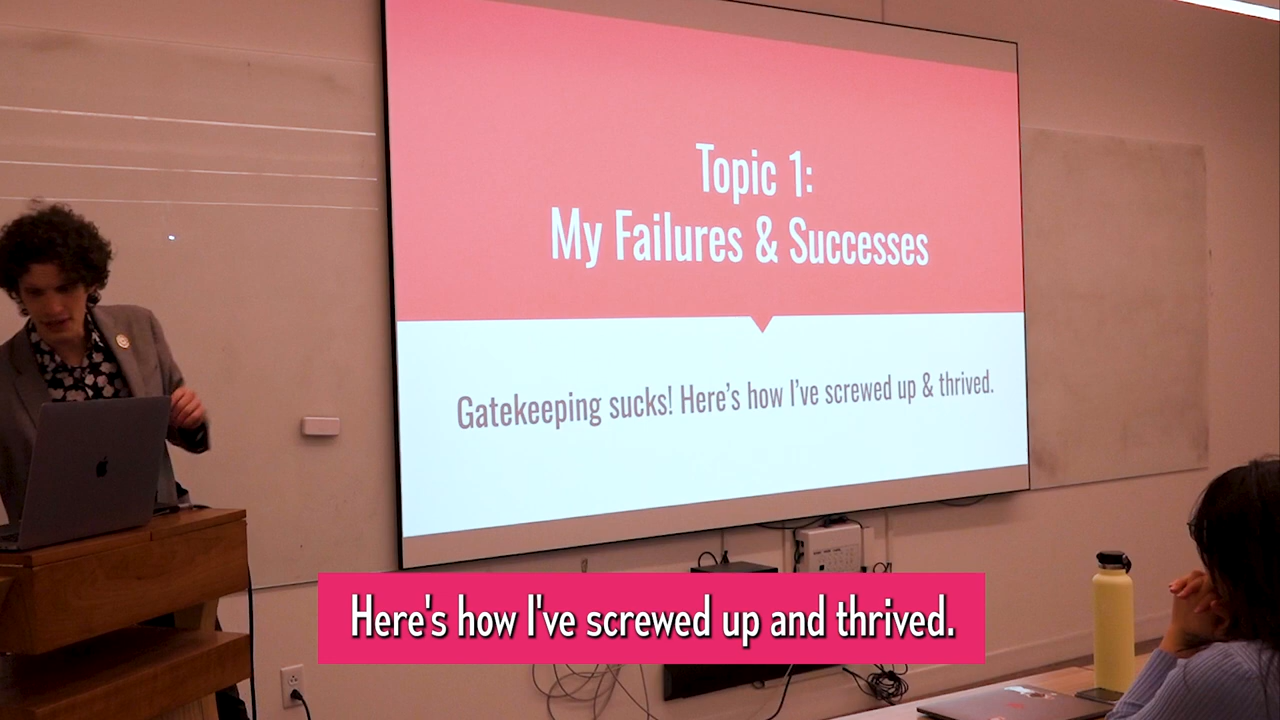 Topic 1:
My Failures & Successes
Gatekeeping sucks! Here's how I've screwed up & thrived.
Here's how I've screwed up and thrived.